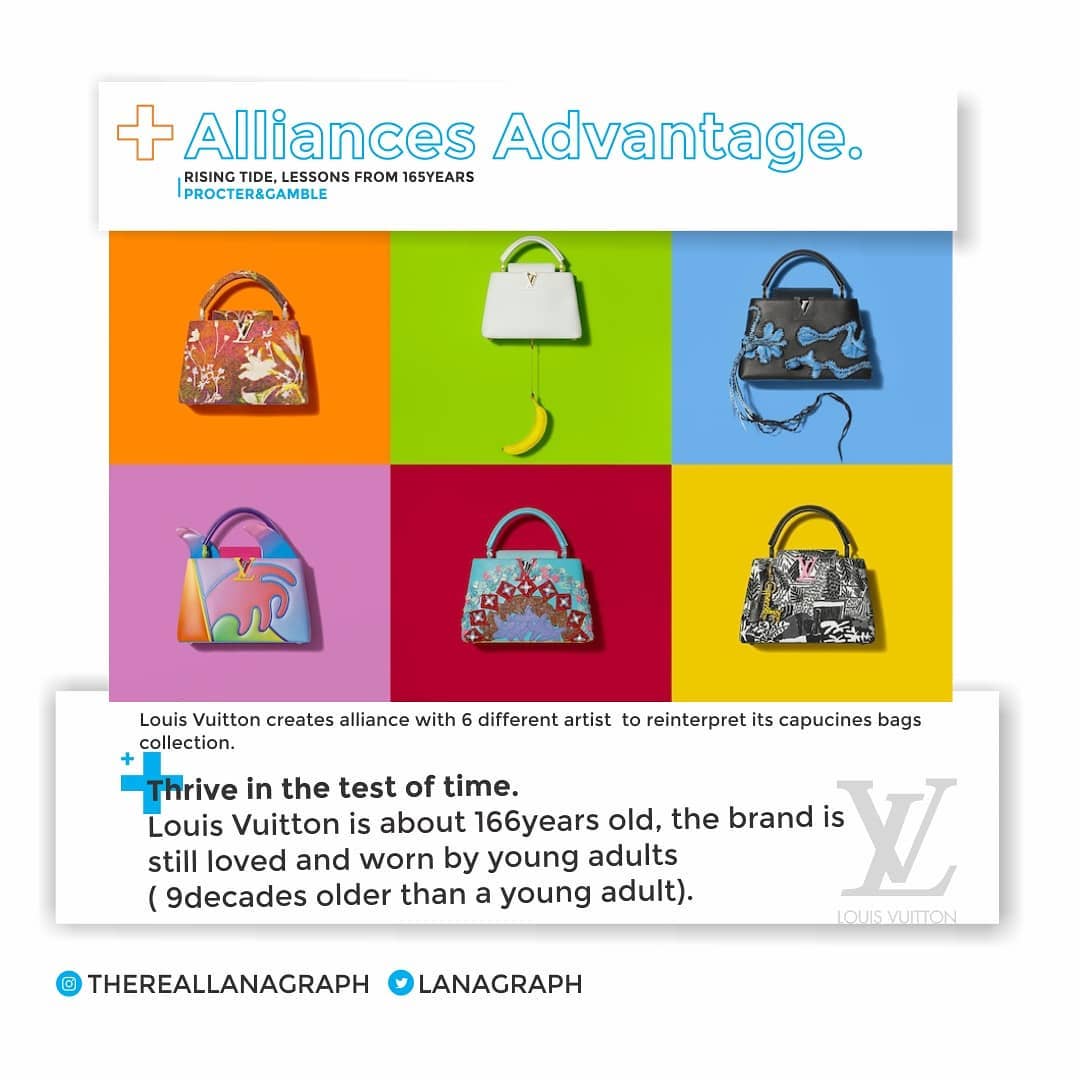 Alliances Advantage.
RISING TIDE, LESSONS FROM 165YEARS
PROCTER&GAMBLE
Louis Vuitton creates alliance with 6 different artist to reinterpret its capucines bags
collection.
Thrive in the test of time.
Louis Vuitton is about 166years old, the brand is
still loved and worn by young adults
( 9decades older than a young adult).
LV
LOUIS VUITTON
THEREALLANAGRAPH LANAGRAPH